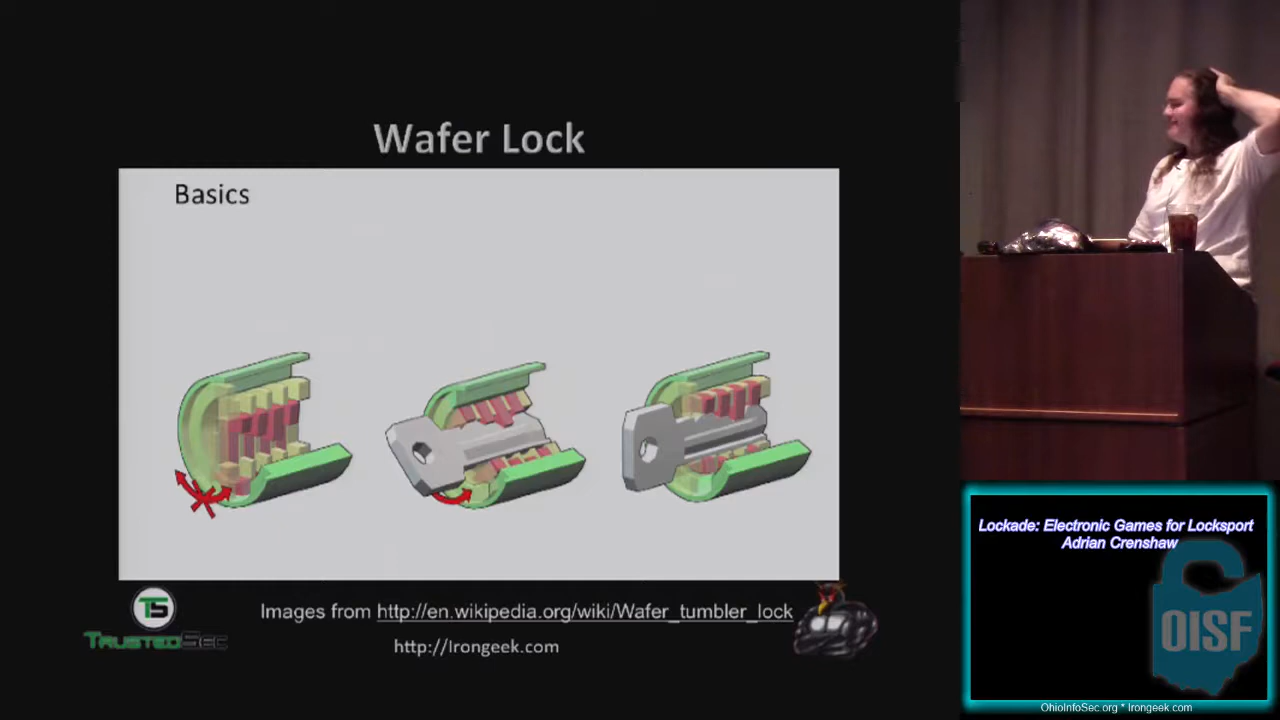 Wafer Lock
Basics
TS
TRUSTEDSEC
Images from http://en.wikipedia.org/wiki/Wafer_tumbler_lock
http://Irongeek.com
Lockade: Electronic Games for Locksport
Adrian Crenshaw
OISF
OhioInfoSec.org * Irongeek.com